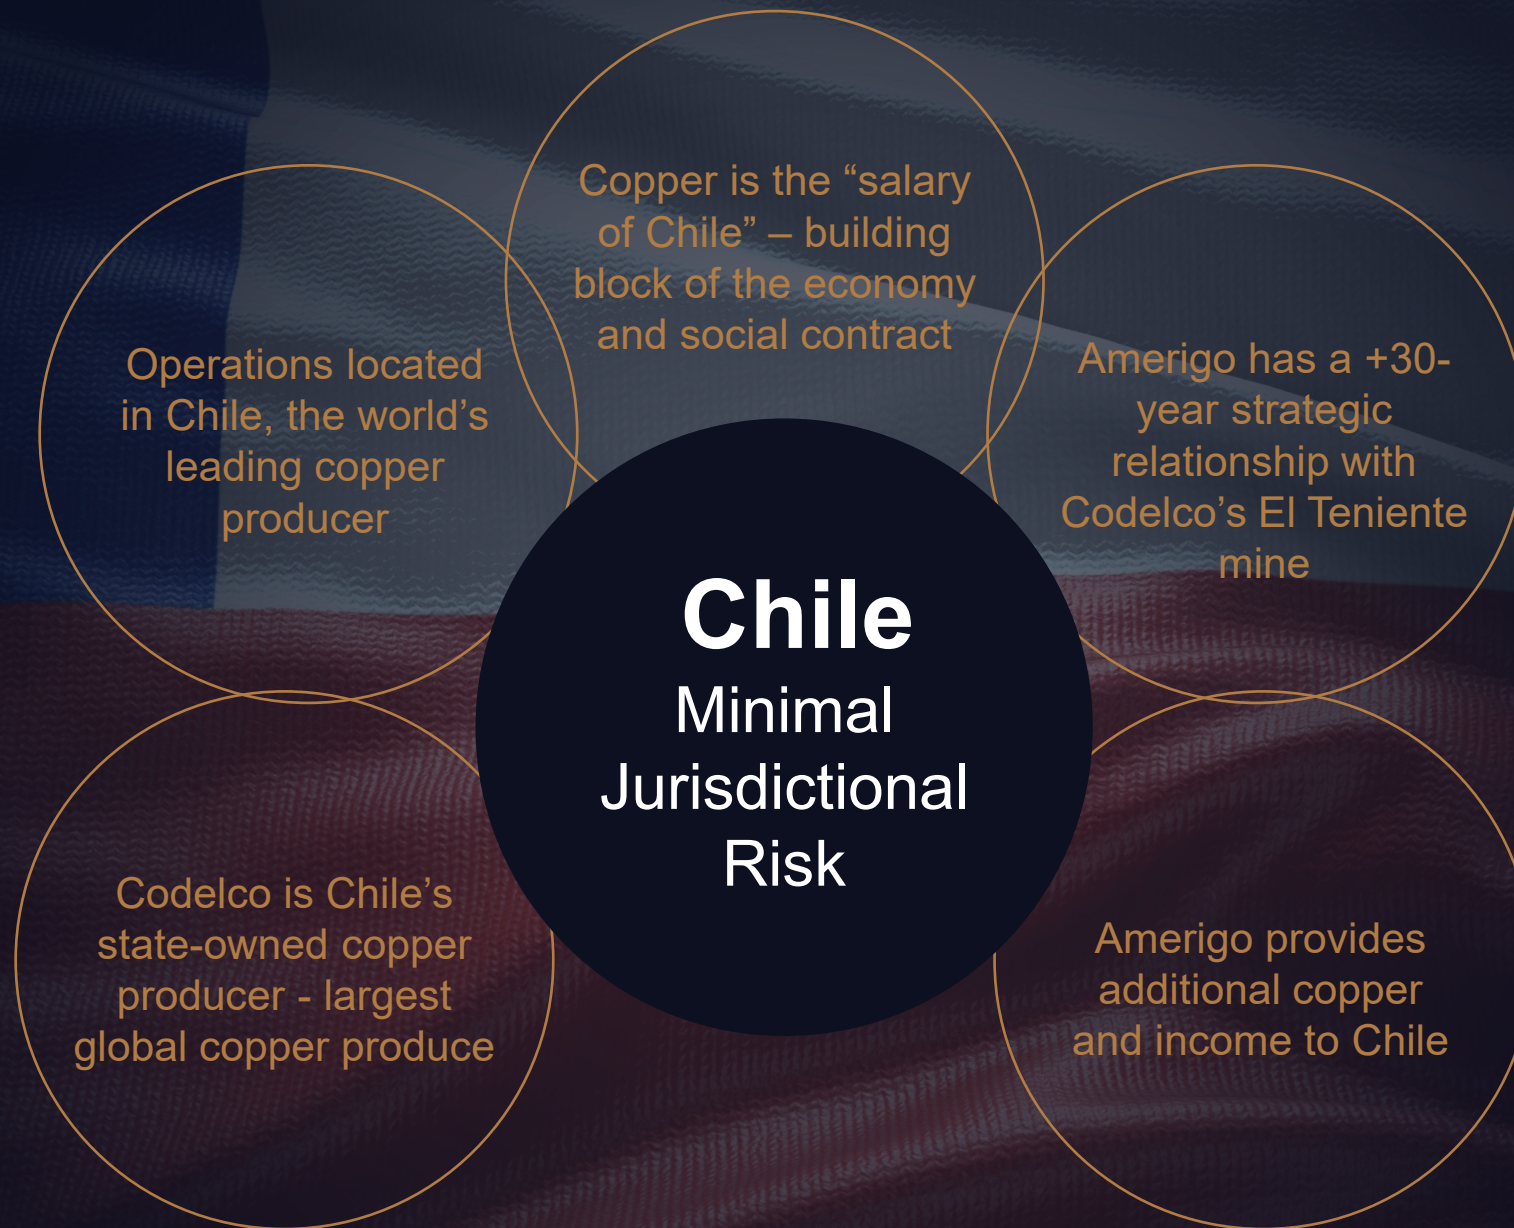 Copper is the “salary
of Chile” – building
block of the economy
and social contract
Operations located
in Chile, the world’s
leading copper
producer
Amerigo has a +30-
year strategic
relationship with
Codelco’s El Teniente
mine
Chile
Minimal
Jurisdictional
Risk
Codelco is Chile’s
state-owned copper
producer - largest
global copper produce
Amerigo provides
additional copper
and income to Chile